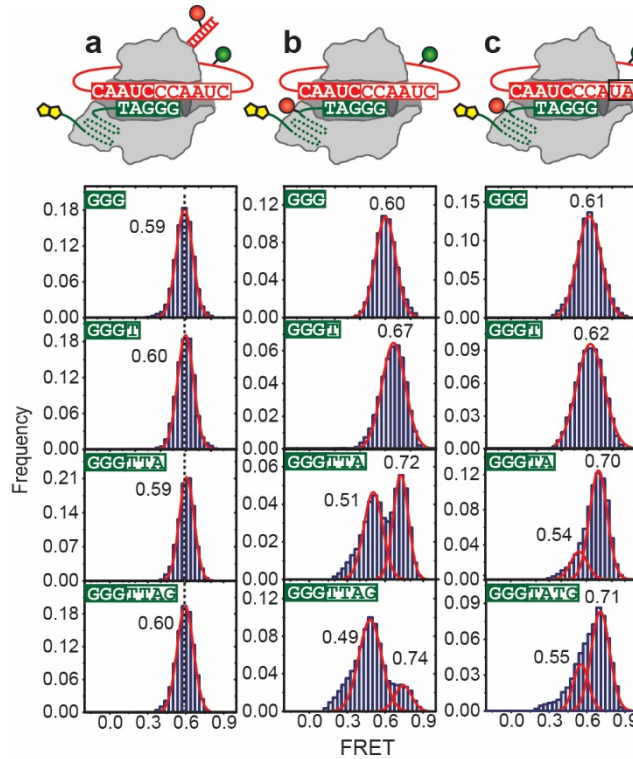 a b c
CAAUCCCAAUC CAAUCCCAAUC CAAUCCCAUA
TAGGG TAGGG TAGGG
GGG GGG GGG
0.59 0.60 0.61
0.18 0.12 0.15
0.12 0.08 0.10
0.06 0.04 0.05
0.00 0.00 0.00
GGGT GGGT GGGT
0.60 0.67 0.62
0.18 0.06 0.09
0.12 0.04 0.06
0.06 0.02 0.03
0.00 0.00 0.00
GGGTTA GGGTTA GGGTA
0.59 0.51 0.72 0.54 0.70
0.21 0.06 0.12
0.14 0.04 0.08
0.07 0.02 0.04
0.00 0.00 0.00
GGGTTAG GGGTTAG GGGTATG
0.60 0.49 0.74 0.55 0.71
0.18 0.12 0.09
0.12 0.08 0.06
0.06 0.04 0.03
0.00 0.00 0.00
0.0 0.3 0.6 0.9 0.0 0.3 0.6 0.9 0.0 0.3 0.6 0.9
Frequency
FRET